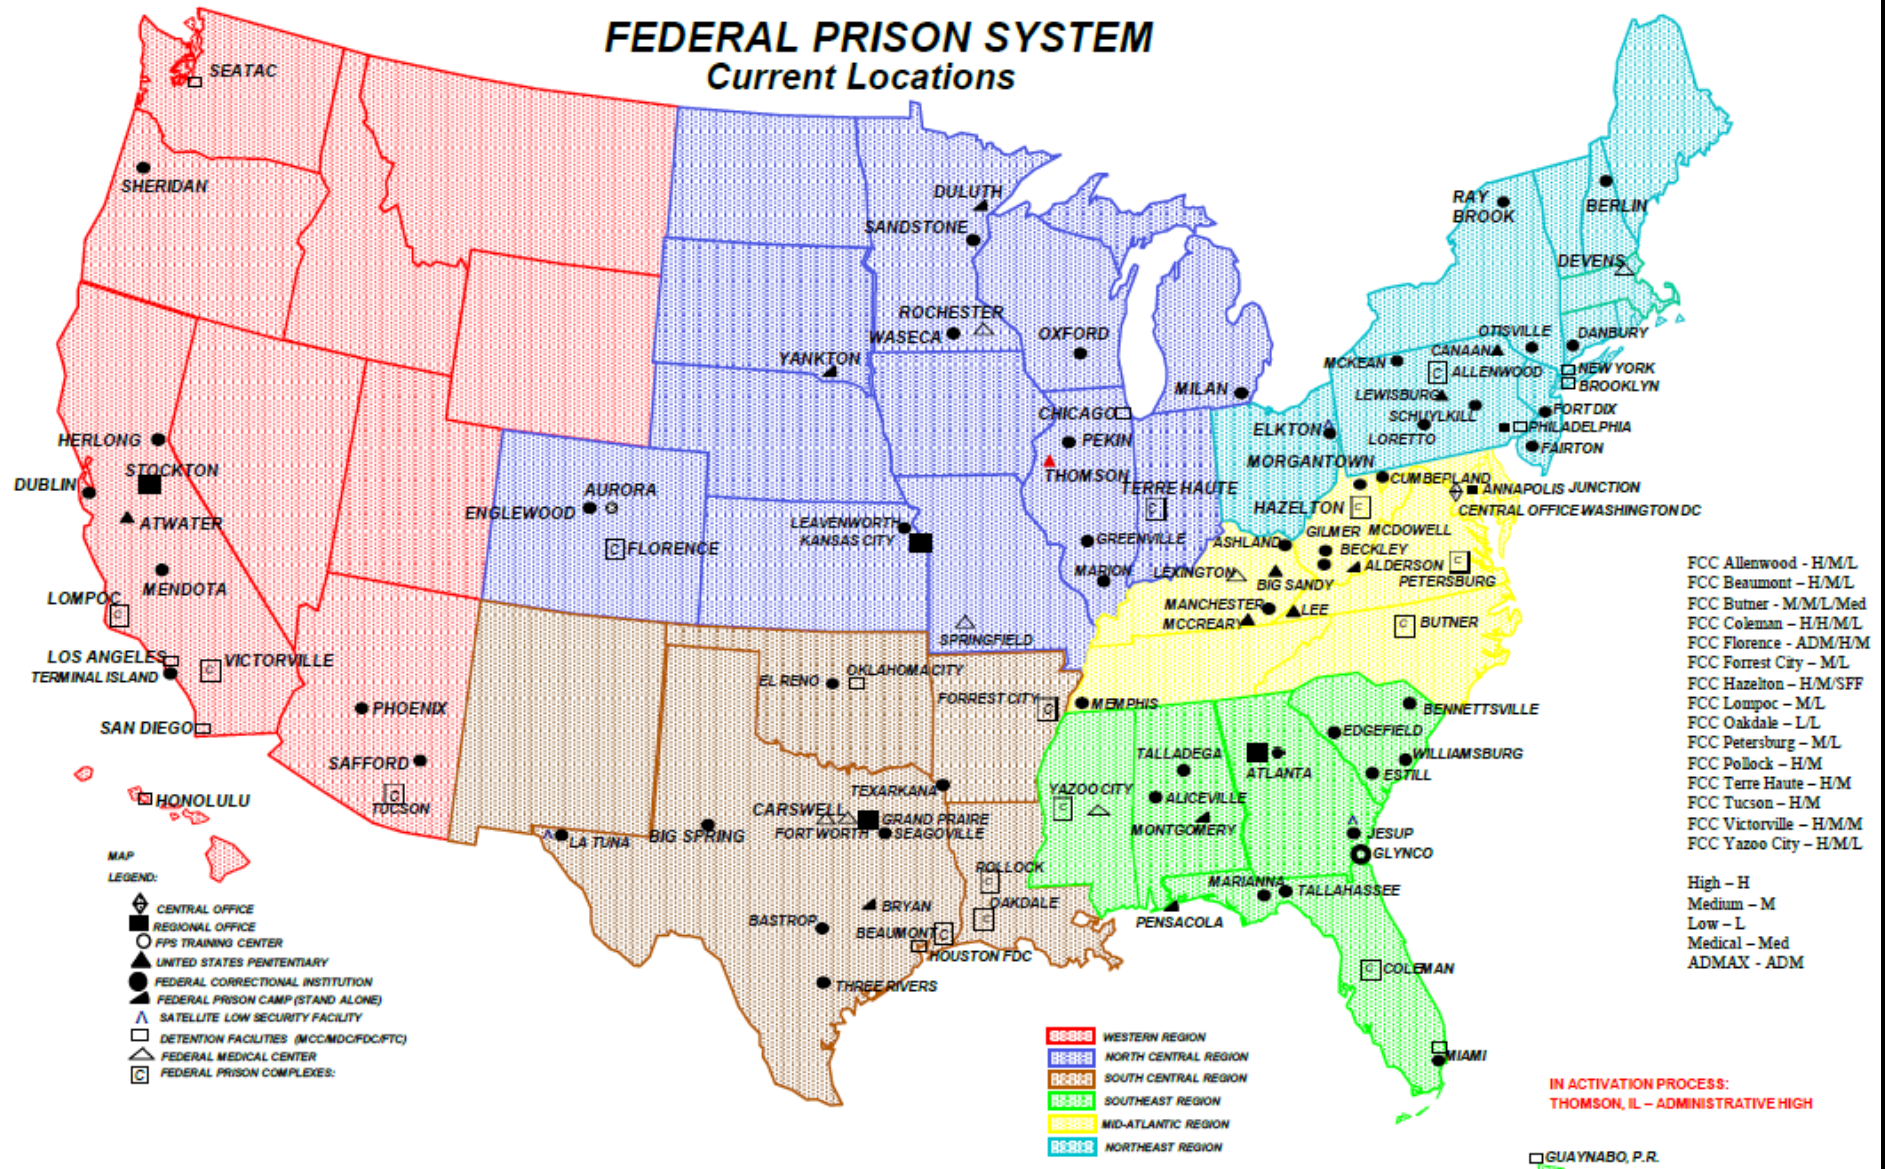 FEDERAL PRISON SYSTEM
Current Locations
SEATAC
SHERIDAN
DULUTH
SANDSTONE
RAY
BROOK
BERLIN
DEVENS
ROCHESTER
WASECA
OXFORD
YANKTON
MILAN
OTISVILLE
DANBURY
MCKEAN
CANAAN
C
ALLENWOOD
NEW YORK
BROOKLYN
LEWISBURG
SCHUYLKILL
FORT DIX
LORETTO
PHILADELPHIA
FAIRTON
CHICAGO
PEKIN
THOMSON
ELKTON
MORGANTOWN
CUMBEPLAND
ANNAPOLIS JUNCTION
CENTRAL OFFICE WASHINGTON DC
HERLONG
STOCKTON
DUBLIN
ATWATER
MENDOTA
LOMPOC
C
LOS ANGELES
TERMINAL ISLAND
C
VICTORVILLE
SAN DIEGO
AURORA
ENGLEWOOD
C
FLORENCE
LEAVENWORTH
KANSAS CITY
TERRE HAUTE
C
HAZELTON
C
GILMER
MCDOWELL
GREENVILLE
ASHLAND
BECKLEY
ALDERSON
C
PETERSBURG
MARION
LEXINGTON
BIG SANDY
MANCHESTER
LEE
MCCREARY
C
BUTNER
SPRINGFIELD
PHOENIX
SAFFORD
C
TUCSON
HONOLULU
EL RENO
OKLAHOMA CITY
FORREST CITY
C
MEMPHIS
BENNETTSVILLE
EDGEFIELD
WILLIAMSBURG
ESTILL
TALLADEGA
ATLANTA
TEXARKANA
YAZOO CITY
C
ALICEVILLE
MONTGOMERY
CARSWELL
GRAND PRAIRE
FORT WORTH
SEAGOVILLE
BIG SPRING
LA TUNA
JESUP
GLYNCO
POLLOCK
C
OAKDALE
C
MARIANNA
TALLAHASSEE
PENSACOLA
BRYAN
BASTROP
BEAUMONT
C
HOUSTON FDC
THREE RIVERS
C
COLEMAN
MIAMI
FCC Allenwood - H/M/L
FCC Beaumont – H/M/L
FCC Butner - M/M/L/Med
FCC Coleman – H/H/M/L
FCC Florence - ADM/H/M
FCC Forrest City – M/L
FCC Hazelton – H/M/SFF
FCC Lompoc – M/L
FCC Oakdale – L/L
FCC Petersburg – M/L
FCC Pollock – H/M
FCC Terre Haute – H/M
FCC Tucson – H/M
FCC Victorville – H/M/M
FCC Yazoo City – H/M/L
High – H
Medium – M
Low – L
Medical – Med
ADMAX - ADM
MAP
LEGEND:
CENTRAL OFFICE
REGIONAL OFFICE
FPS TRAINING CENTER
UNITED STATES PENITENTIARY
FEDERAL CORRECTIONAL INSTITUTION
FEDERAL PRISON CAMP (STAND ALONE)
SATELLITE LOW SECURITY FACILITY
DETENTION FACILITIES (MCC/MDC/FDC/FTC)
FEDERAL MEDICAL CENTER
C FEDERAL PRISON COMPLEXES:
WESTERN REGION
NORTH CENTRAL REGION
SOUTH CENTRAL REGION
SOUTHEAST REGION
MID-ATLANTIC REGION
NORTHEAST REGION
IN ACTIVATION PROCESS:
THOMSON, IL – ADMINISTRATIVE HIGH
GUAYNABO, P.R.